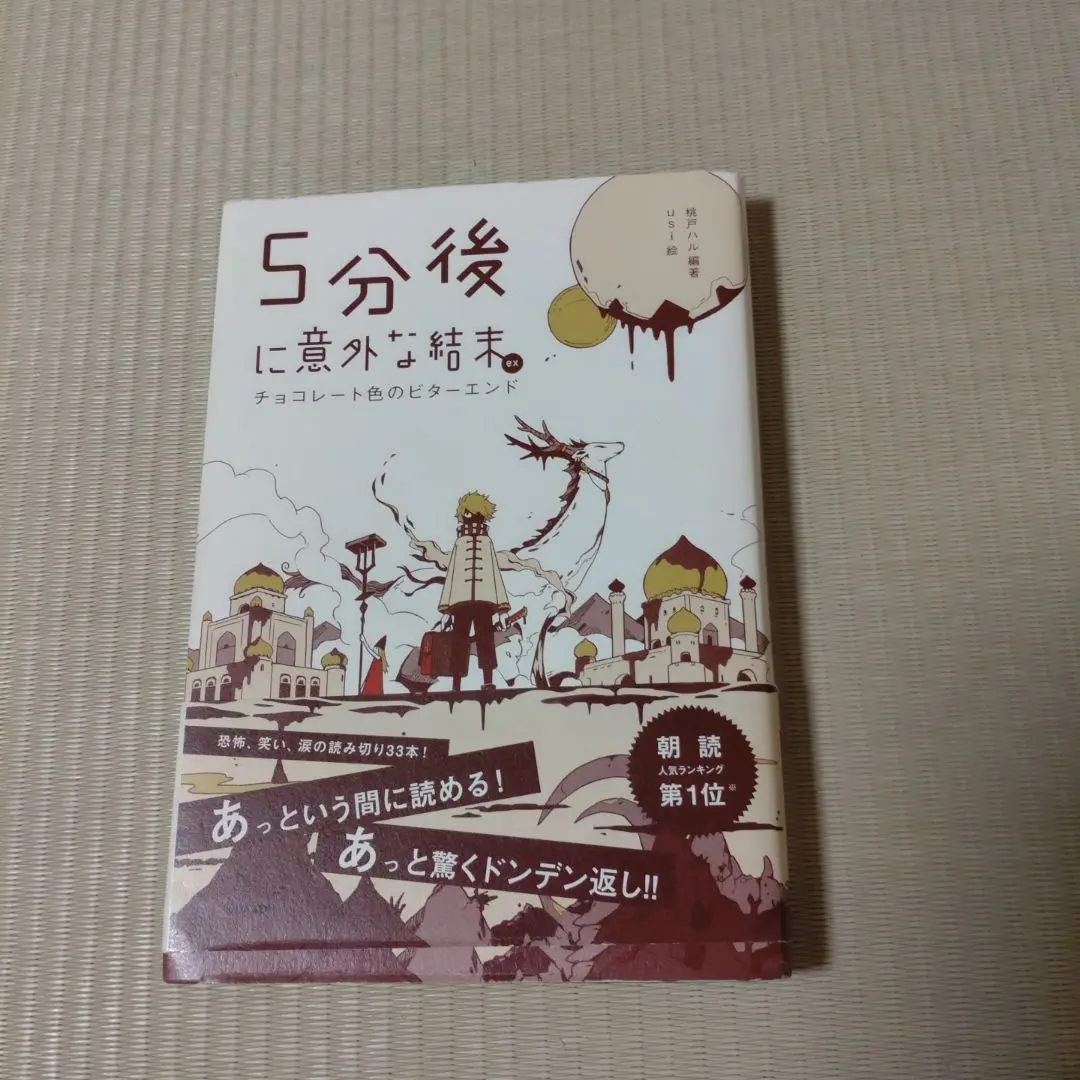 5分後
に意外な結末ex
チョコレート色のビターエンド
桃戸ハル 編著
usi 絵
恐怖、笑い、涙の読み切り33本!
あっという間に読める!
あっと驚くドンデン返し!!
朝読
人気ランキング
第1位※